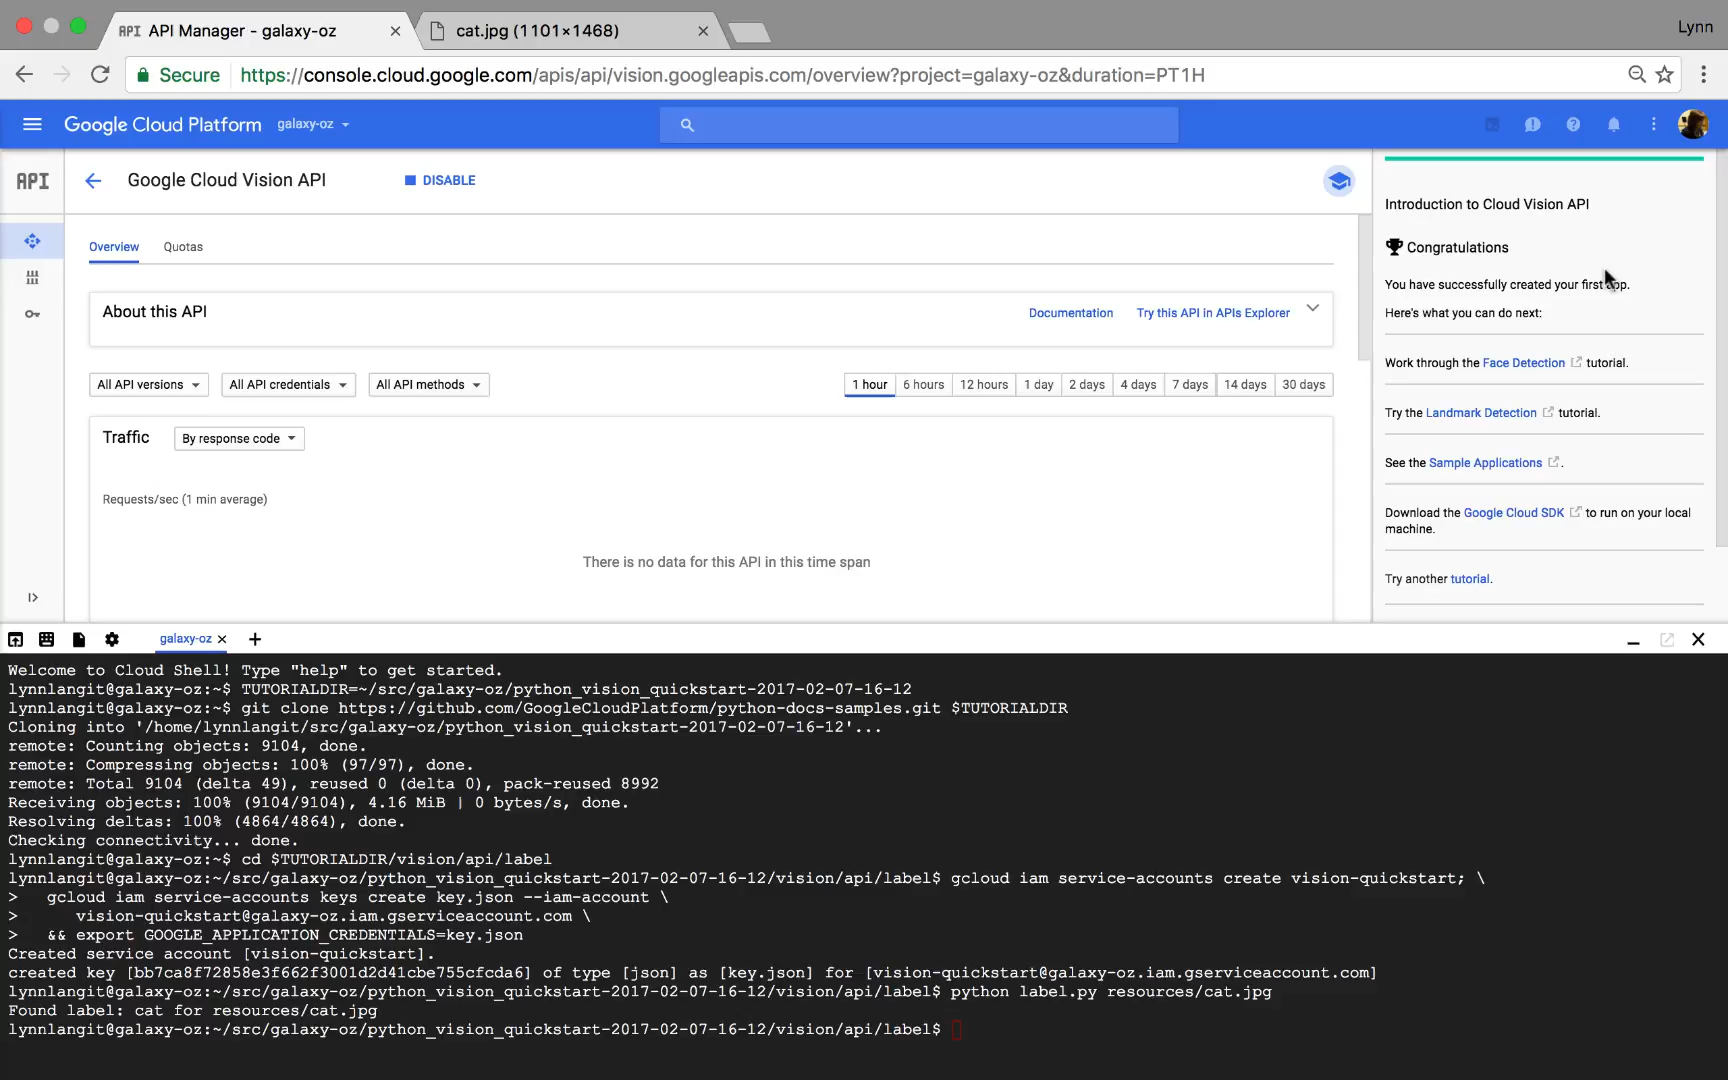 API API Manager - galaxy-oz
cat.jpg (1101×1468)
Lynn
Secure https://console.cloud.google.com/apis/api/vision.googleapis.com/overview?project=galaxy-oz&duration=PT1H
Google Cloud Platform galaxy-oz
API
Google Cloud Vision API DISABLE
Overview Quotas
About this API
Documentation Try this API in APIs Explorer
All API versions All API credentials All API methods
1 hour 6 hours 12 hours 1 day 2 days 4 days 7 days 14 days 30 days
Traffic By response code
Requests/sec (1 min average)
There is no data for this API in this time span
Introduction to Cloud Vision API
Congratulations
You have successfully created your first app.
Here's what you can do next:
Work through the Face Detection tutorial.
Try the Landmark Detection tutorial.
See the Sample Applications .
Download the Google Cloud SDK to run on your local
machine.
Try another tutorial.
galaxy-oz
Welcome to Cloud Shell! Type "help" to get started.
lynnlangit@galaxy-oz:~$ TUTORIALDIR=~/src/galaxy-oz/python_vision_quickstart-2017-02-07-16-12
lynnlangit@galaxy-oz:~$ git clone https://github.com/GoogleCloudPlatform/python-docs-samples.git $TUTORIALDIR
Cloning into '/home/lynnlangit/src/galaxy-oz/python_vision_quickstart-2017-02-07-16-12'...
remote: Counting objects: 9104, done.
remote: Compressing objects: 100% (97/97), done.
remote: Total 9104 (delta 49), reused 0 (delta 0), pack-reused 8992
Receiving objects: 100% (9104/9104), 4.16 MiB | 0 bytes/s, done.
Resolving deltas: 100% (4864/4864), done.
Checking connectivity... done.
lynnlangit@galaxy-oz:~$ cd $TUTORIALDIR/vision/api/label
lynnlangit@galaxy-oz:~/src/galaxy-oz/python_vision_quickstart-2017-02-07-16-12/vision/api/label$ gcloud iam service-accounts create vision-quickstart; \
>   gcloud iam service-accounts keys create key.json --iam-account \
>      vision-quickstart@galaxy-oz.iam.gserviceaccount.com \
>   && export GOOGLE_APPLICATION_CREDENTIALS=key.json
Created service account [vision-quickstart].
created key [bb7ca8f72858e3f662f3001d2d41cbe755cfcda6] of type [json] as [key.json] for [vision-quickstart@galaxy-oz.iam.gserviceaccount.com]
lynnlangit@galaxy-oz:~/src/galaxy-oz/python_vision_quickstart-2017-02-07-16-12/vision/api/label$ python label.py resources/cat.jpg
Found label: cat for resources/cat.jpg
lynnlangit@galaxy-oz:~/src/galaxy-oz/python_vision_quickstart-2017-02-07-16-12/vision/api/label$